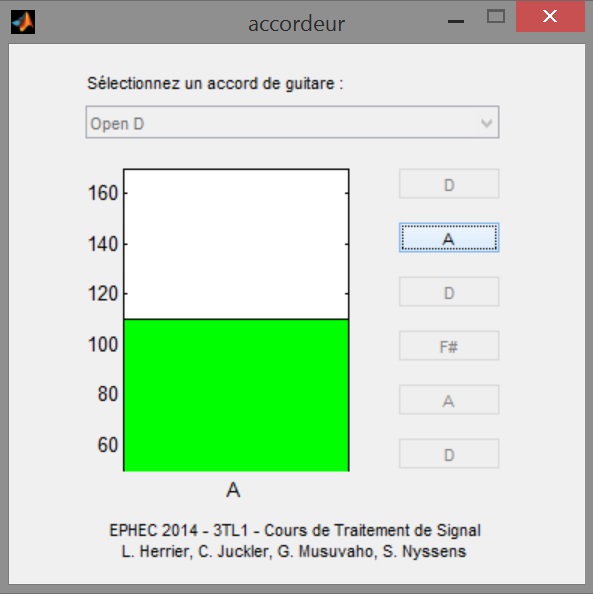 accordeur
Sélectionnez un accord de guitare :
Open D
160
140
120
100
80
60
A
D
A
D
F#
A
D
EPHEC 2014 - 3TL1 - Cours de Traitement de Signal
L. Herrier, C. Juckler, G. Musuvaho, S. Nyssens